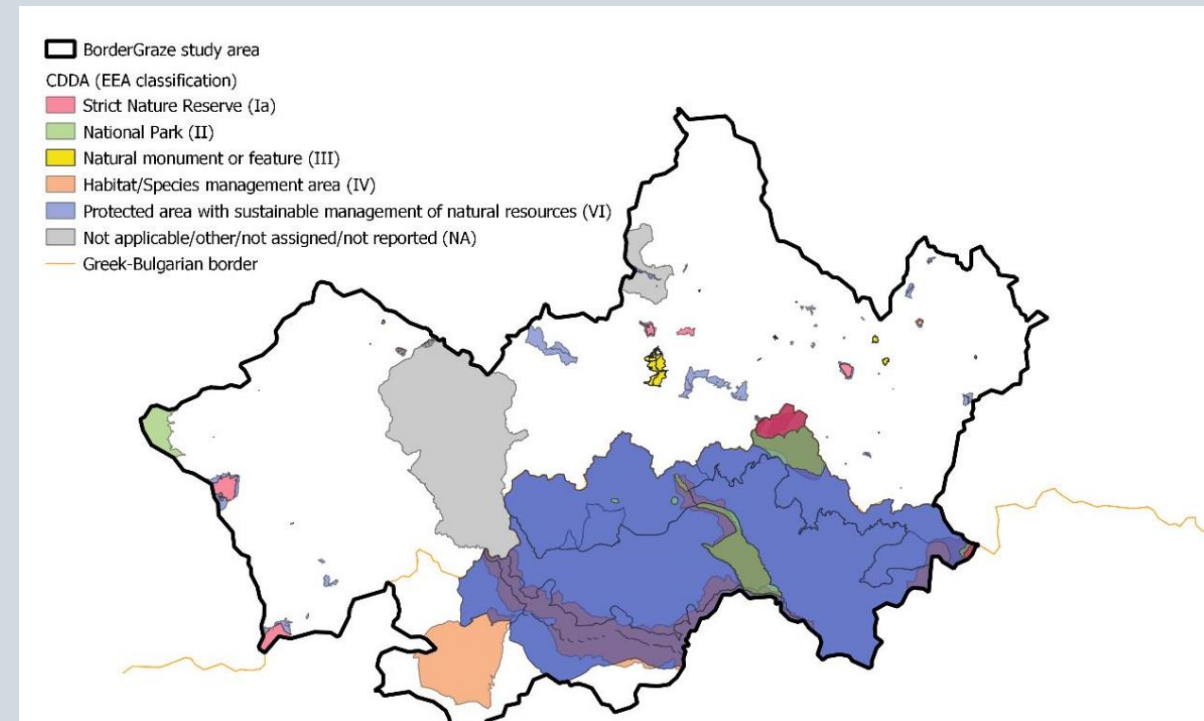 BorderGraze study area
CDDA (EEA classification)
Strict Nature Reserve (Ia)
National Park (II)
Natural monument or feature (III)
Habitat/Species management area (IV)
Protected area with sustainable management of natural resources (VI)
Not applicable/other/not assigned/not reported (NA)
Greek-Bulgarian border